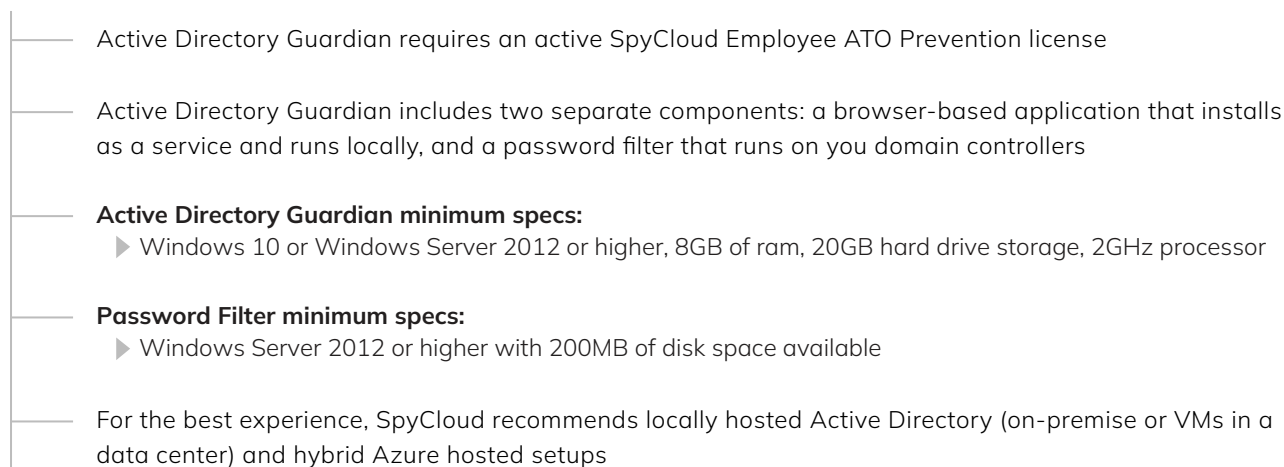 Active Directory Guardian requires an active SpyCloud Employee ATO Prevention license
Active Directory Guardian includes two separate components: a browser-based application that installs
as a service and runs locally, and a password filter that runs on you domain controllers
Active Directory Guardian minimum specs:
Windows 10 or Windows Server 2012 or higher, 8GB of ram, 20GB hard drive storage, 2GHz processor
Password Filter minimum specs:
Windows Server 2012 or higher with 200MB of disk space available
For the best experience, SpyCloud recommends locally hosted Active Directory (on-premise or VMs in a
data center) and hybrid Azure hosted setups